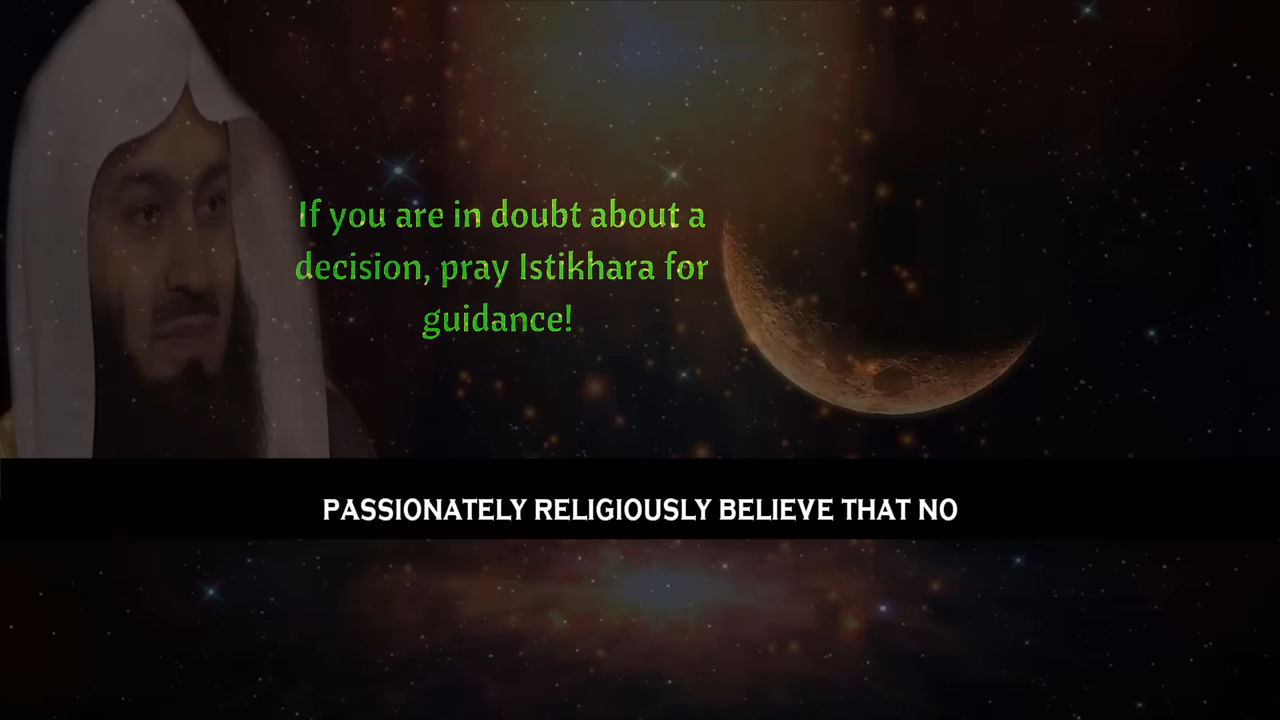 If you are in doubt about a
decision, pray Istikhara for
guidance!
PASSIONATELY RELIGIOUSLY BELIEVE THAT NO